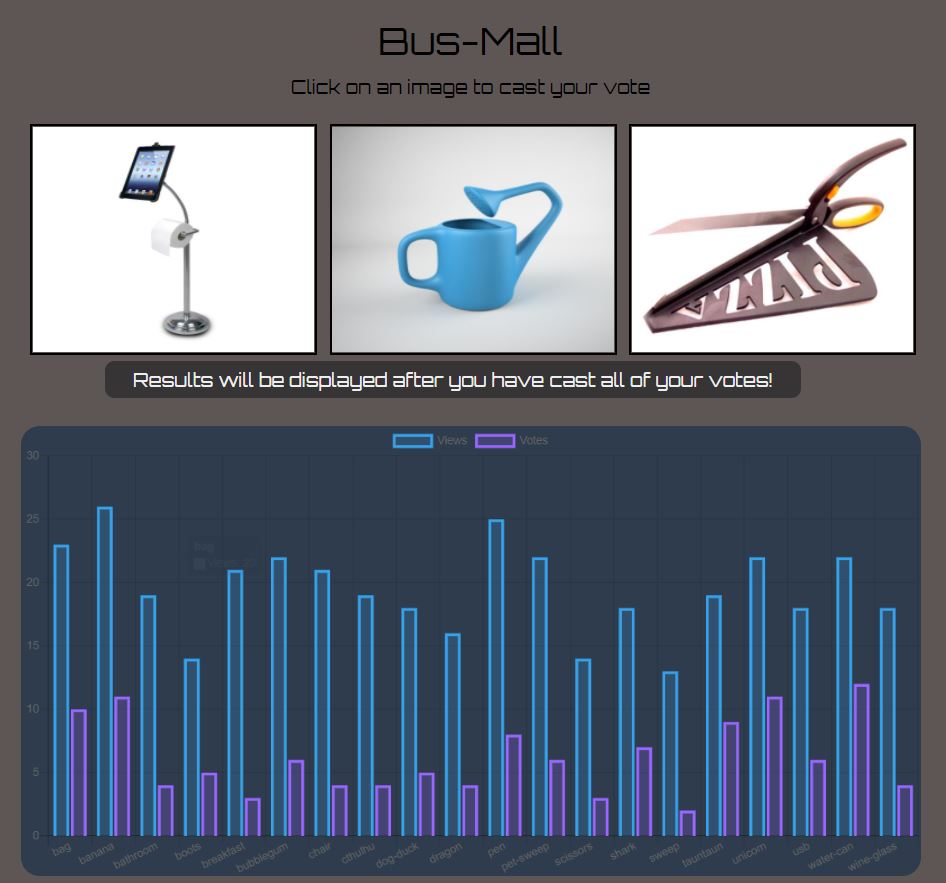 Bus-Mall
Click on an image to cast your vote
PIZZA
Results will be displayed after you have cast all of your votes!
Views Votes
30
25
20
15
10
5
0
bag
Views:
bag banana bathroom boots breakfast bubblegum chair cthulhu dog-duck dragon pen pet-sweep scissors shark sweep tauntaun unicorn usb water-can wine-glass